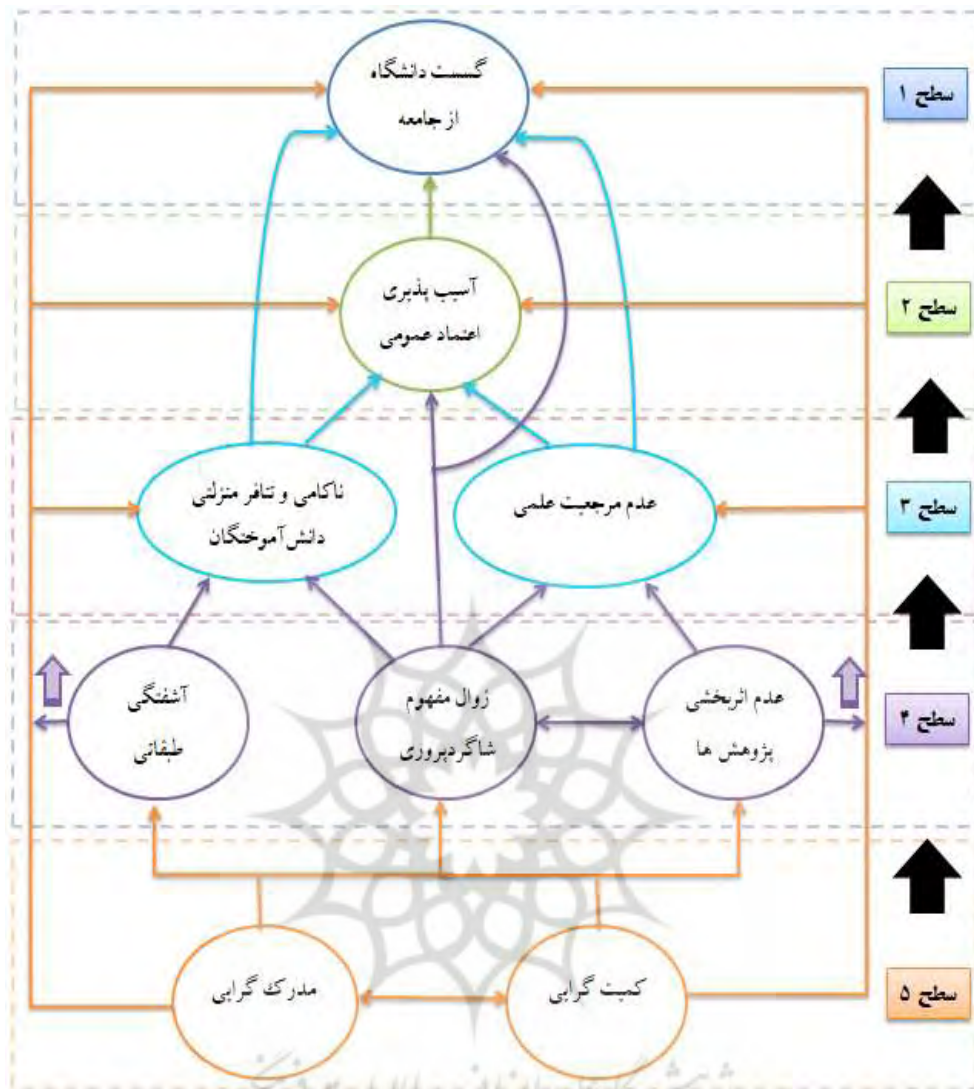 گسست دانشگاه
از جامعه
سطح ۱
آسیب پذیری
اعتماد عمومی
سطح ۲
ناکامی و تنافر منزلتی
دانش‌آموختگان
عدم مرجعیت علمی
سطح ۳
آشفتگی
طبقاتی
زوال مفهوم
شاگردپروری
عدم اثربخشی
پژوهش ها
سطح ۴
مدرک گرایی
کمیت گرایی
سطح ۵